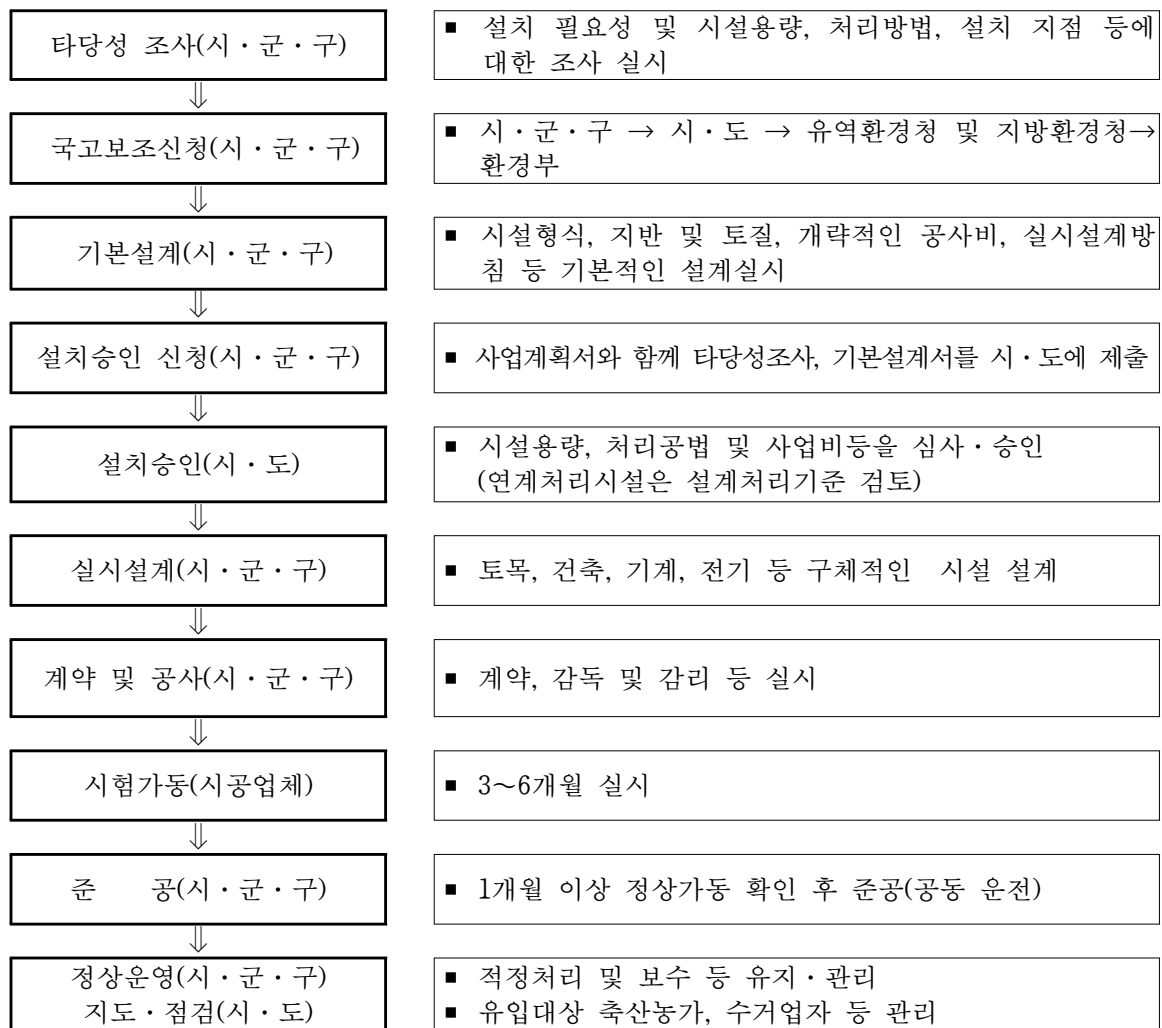 타당성 조사(시・군・구)
▪ 설치 필요성 및 시설용량, 처리방법, 설치 지점 등에
대한 조사 실시
⇓
국고보조신청(시・군・구)
▪ 시・군・구 → 시・도 → 유역환경청 및 지방환경청→
환경부
⇓
기본설계(시・군・구)
▪ 시설형식, 지반 및 토질, 개략적인 공사비, 실시설계방
침 등 기본적인 설계실시
⇓
설치승인 신청(시・군・구)
▪ 사업계획서와 함께 타당성조사, 기본설계서를 시・도에 제출
⇓
설치승인(시・도)
▪ 시설용량, 처리공법 및 사업비등을 심사・승인
(연계처리시설은 설계처리기준 검토)
⇓
실시설계(시・군・구)
▪ 토목, 건축, 기계, 전기 등 구체적인 시설 설계
⇓
계약 및 공사(시・군・구)
▪ 계약, 감독 및 감리 등 실시
⇓
시험가동(시공업체)
▪ 3～6개월 실시
⇓
준 공(시・군・구)
▪ 1개월 이상 정상가동 확인 후 준공(공동 운전)
⇓
정상운영(시・군・구)
지도・점검(시・도)
▪ 적정처리 및 보수 등 유지・관리
▪ 유입대상 축산농가, 수거업자 등 관리